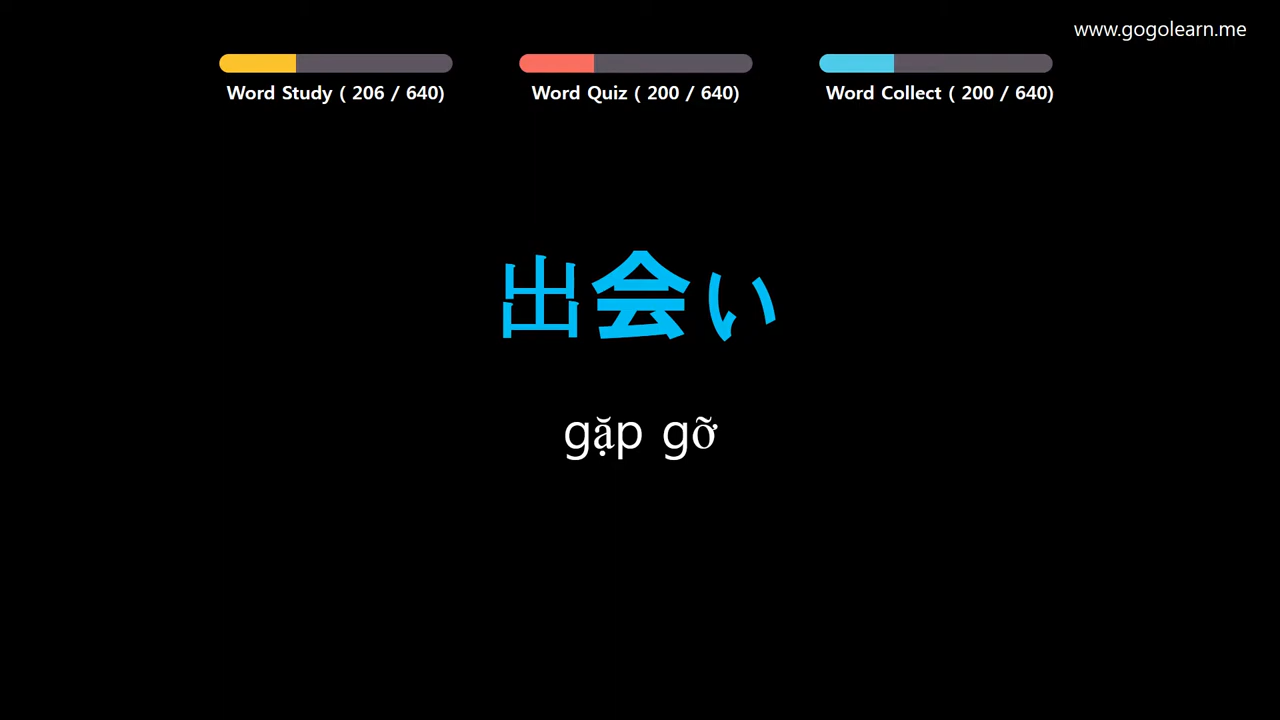 www.gogolearn.me
Word Study ( 206 / 640)
Word Quiz ( 200 / 640)
Word Collect ( 200 / 640)
出会い
gặp gỡ